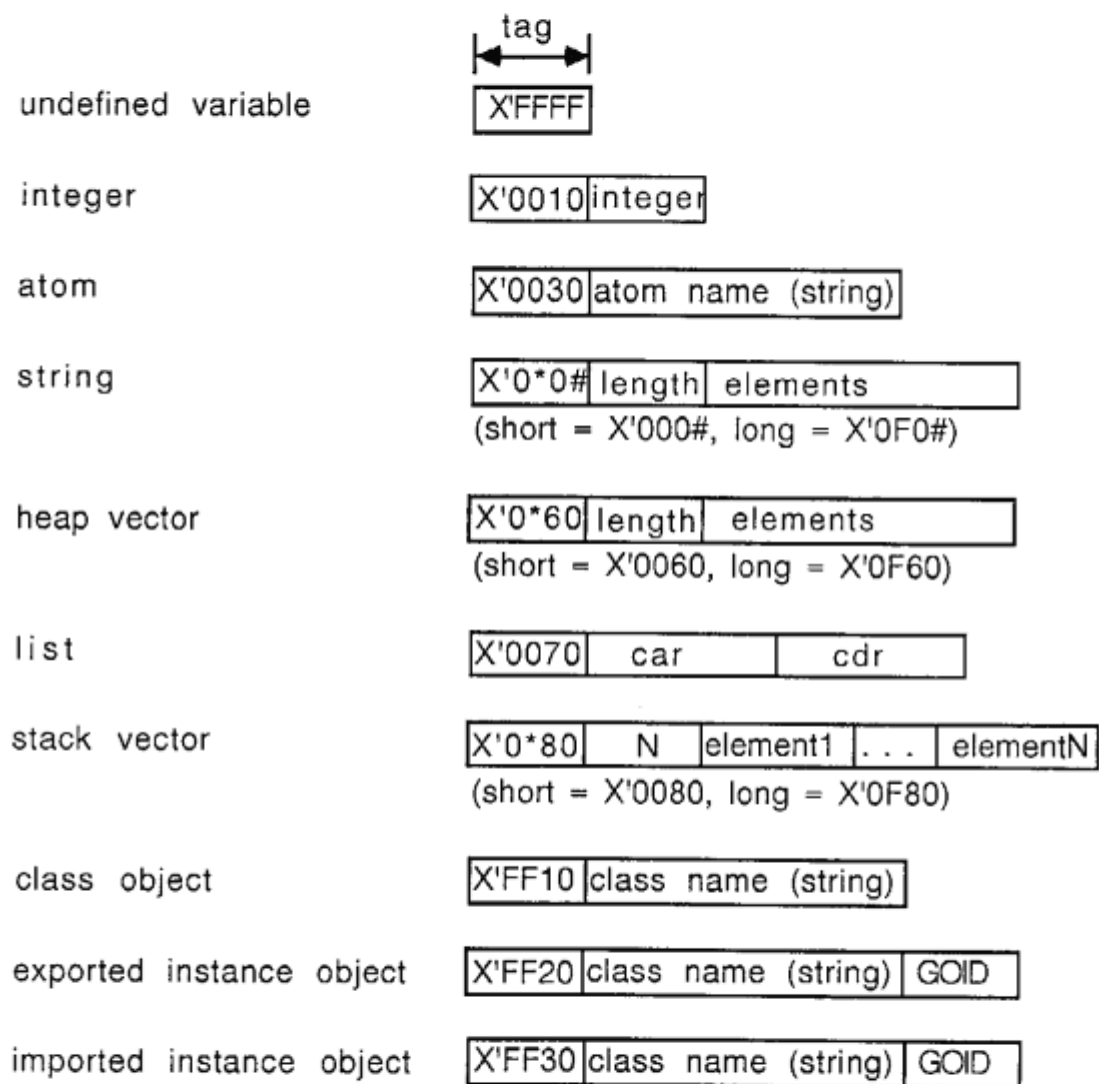 tag
undefined variable X'FFFF
integer X'0010 integer
atom X'0030 atom name (string)
string X'0*0# length elements
(short = X'000#, long = X'0F0#)
heap vector X'0*60 length elements
(short = X'0060, long = X'0F60)
list X'0070 car cdr
stack vector X'0*80 N element1 ... elementN
(short = X'0080, long = X'0F80)
class object X'FF10 class name (string)
exported instance object X'FF20 class name (string) GOID
imported instance object X'FF30 class name (string) GOID